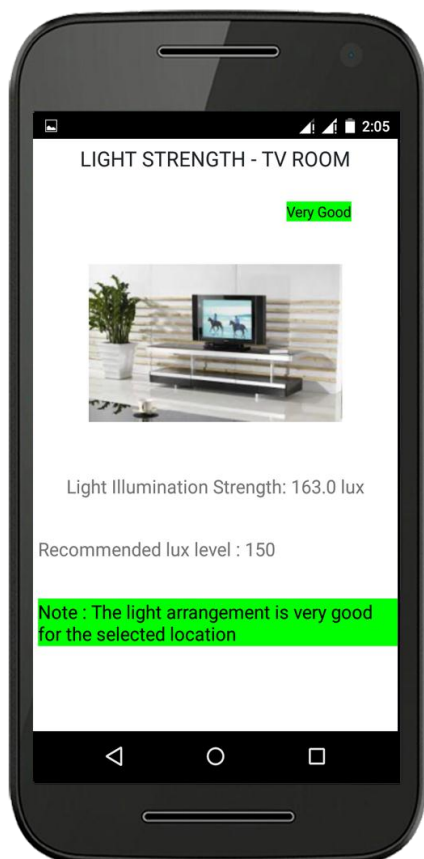 2:05
LIGHT STRENGTH - TV ROOM
Very Good
Light Illumination Strength: 163.0 lux
Recommended lux level : 150
Note : The light arrangement is very good
for the selected location